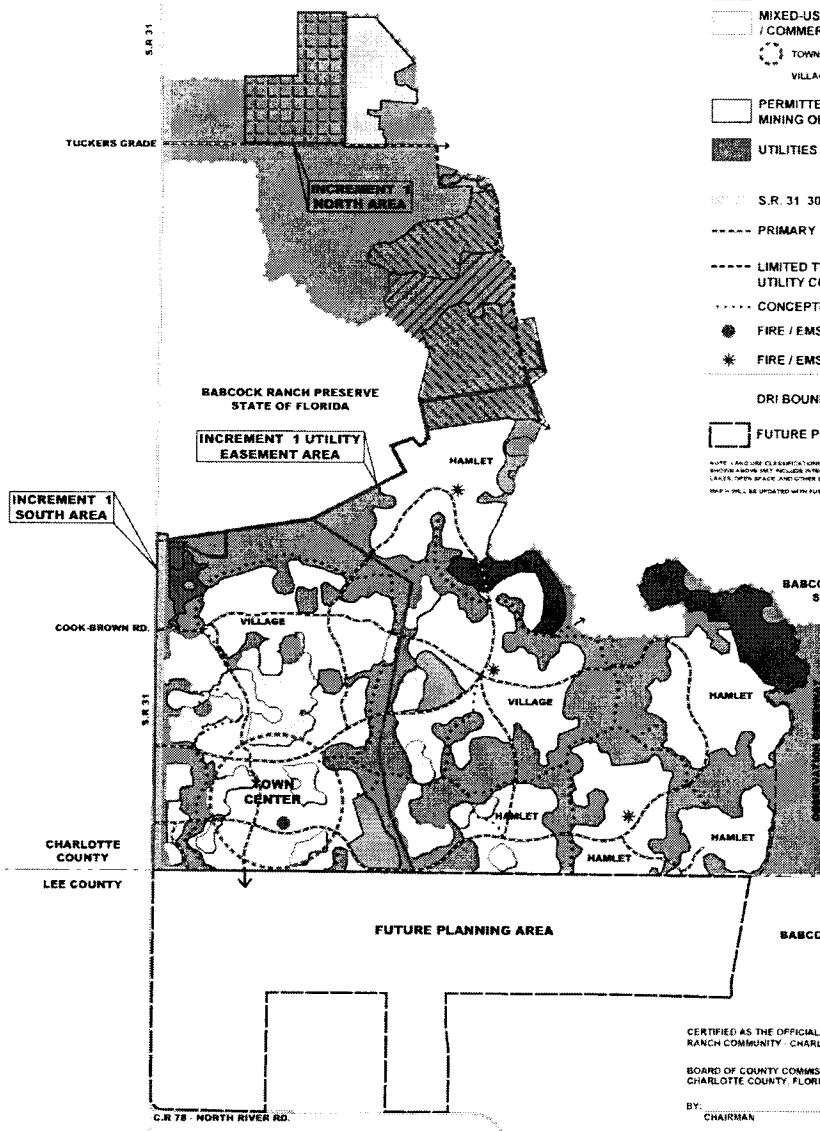 MIXED-US
/ COMMER
TOWN
VILLAG
PERMITTE
MINING O
UTILITIES
S.R. 31 30
PRIMARY
LIMITED T
UTILITY CO
CONCEPT
FIRE / EMS
FIRE / EMS
DRI BOUN
FUTURE P
S.R 31
TUCKERS GRADE
INCREMENT 1
NORTH AREA
BABCOCK RANCH PRESERVE
STATE OF FLORIDA
INCREMENT 1 UTILITY
EASEMENT AREA
HAMLET
INCREMENT 1
SOUTH AREA
BABCO
S
COOK-BROWN RD.
VILLAGE
VILLAGE
HAMLET
S.R 31
TOWN
CENTER
HAMLET
HAMLET
HAMLET
CHARLOTTE
COUNTY
LEE COUNTY
FUTURE PLANNING AREA
BABCO
CERTIFIED AS THE OFFICIAL
RANCH COMMUNITY - CHARL
BOARD OF COUNTY COMMIS
CHARLOTTE COUNTY, FLORI
BY:
CHAIRMAN
C.R 78 - NORTH RIVER RD.